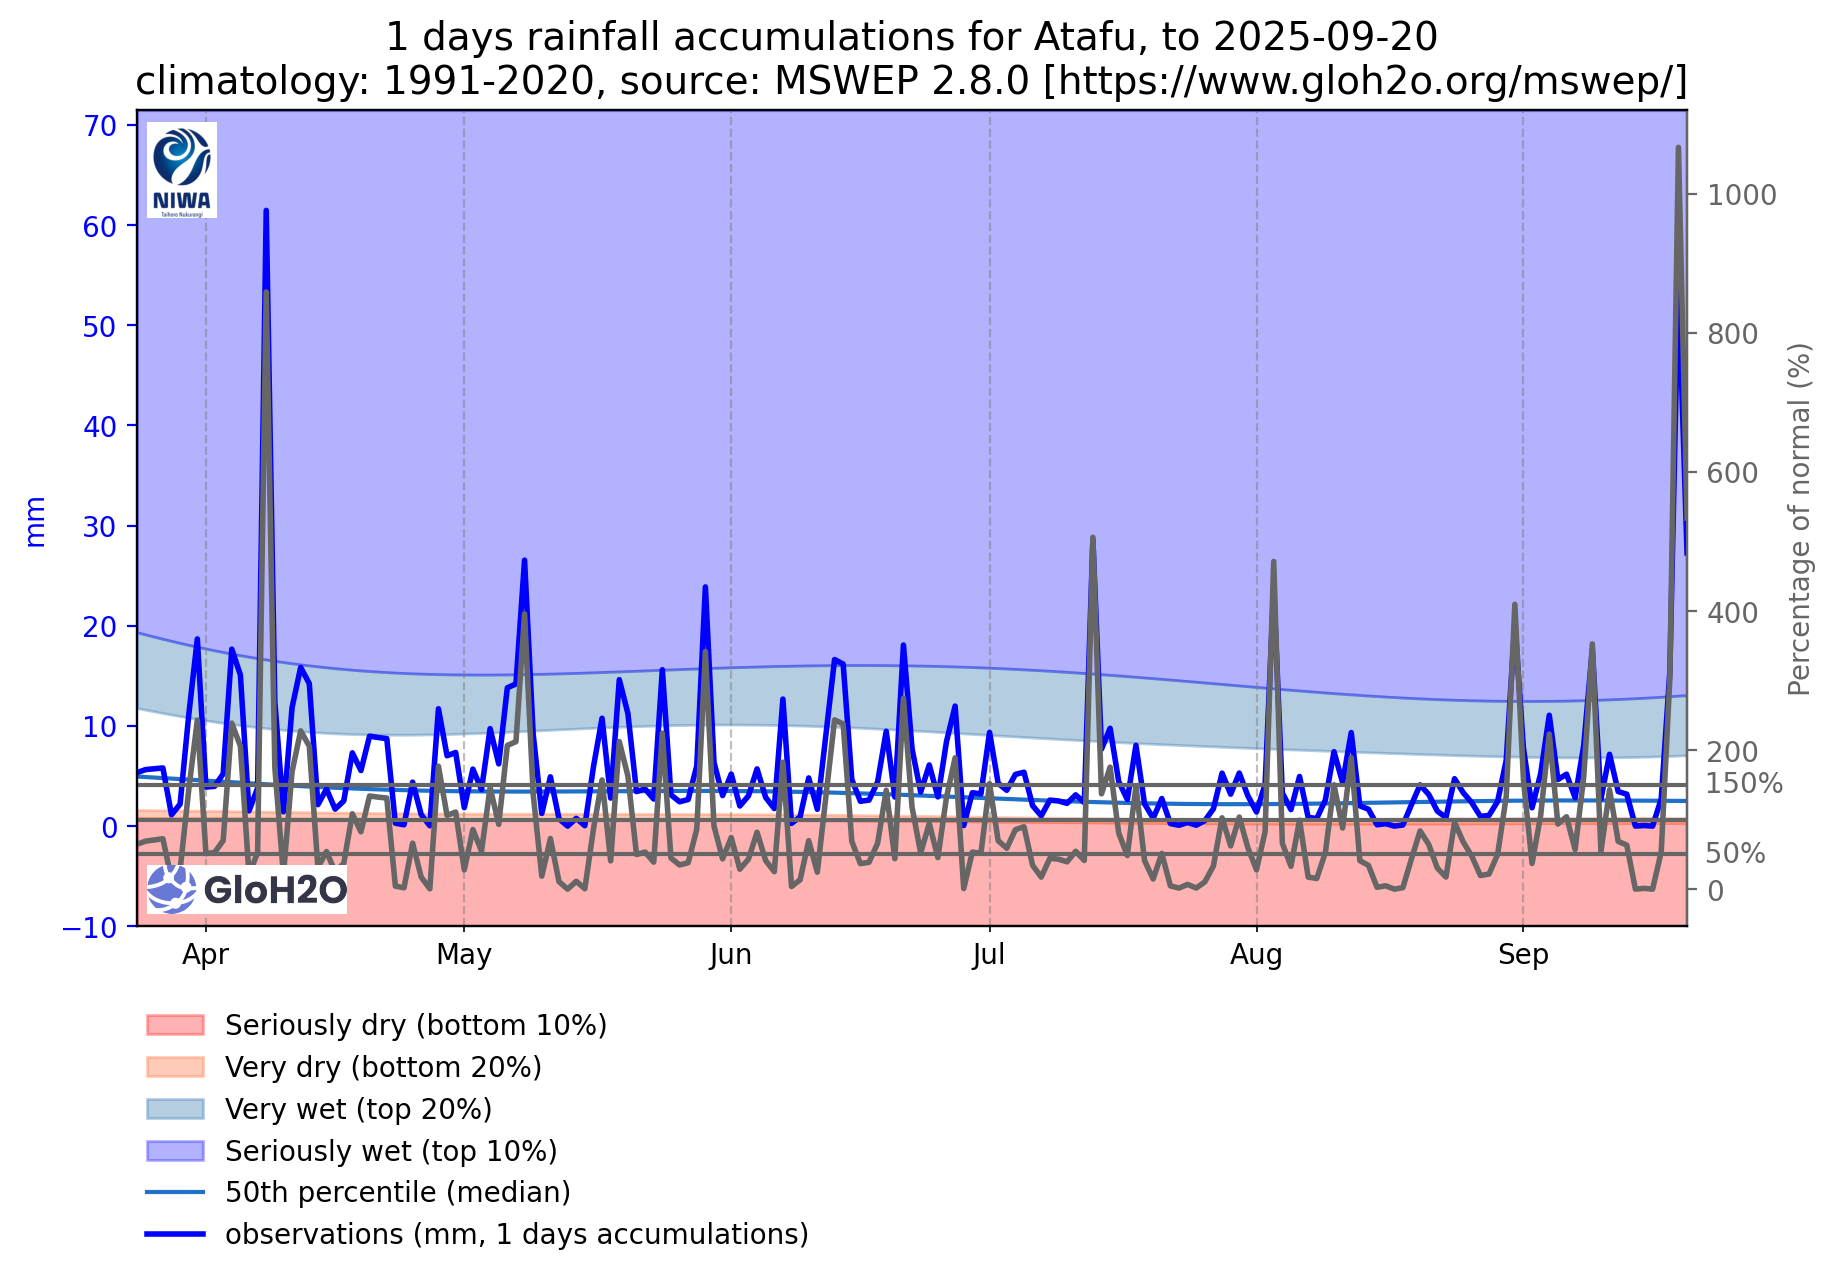 1 days rainfall accumulations for Atafu, to 2025-09-20
climatology: 1991-2020, source: MSWEP 2.8.0 [https://www.gloh2o.org/mswep/]
70
60
50
40
30
20
10
0
−10
mm
NIWA
Taihoro Nukurangi
GloH2O
1000
800
600
400
200
150%
50%
0
Percentage of normal (%)
Apr
May
Jun
Jul
Aug
Sep
Seriously dry (bottom 10%)
Very dry (bottom 20%)
Very wet (top 20%)
Seriously wet (top 10%)
50th percentile (median)
observations (mm, 1 days accumulations)